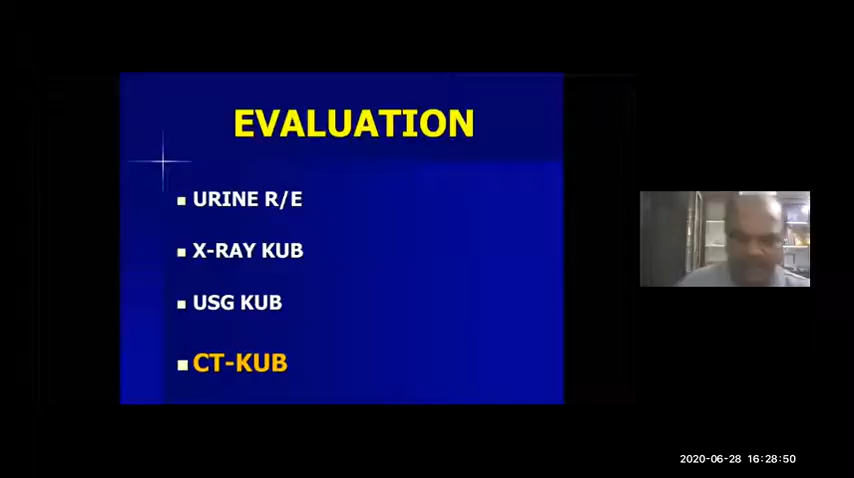 EVALUATION
URINE R/E
X-RAY KUB
USG KUB
CT-KUB
2020-06-28 16:28:50